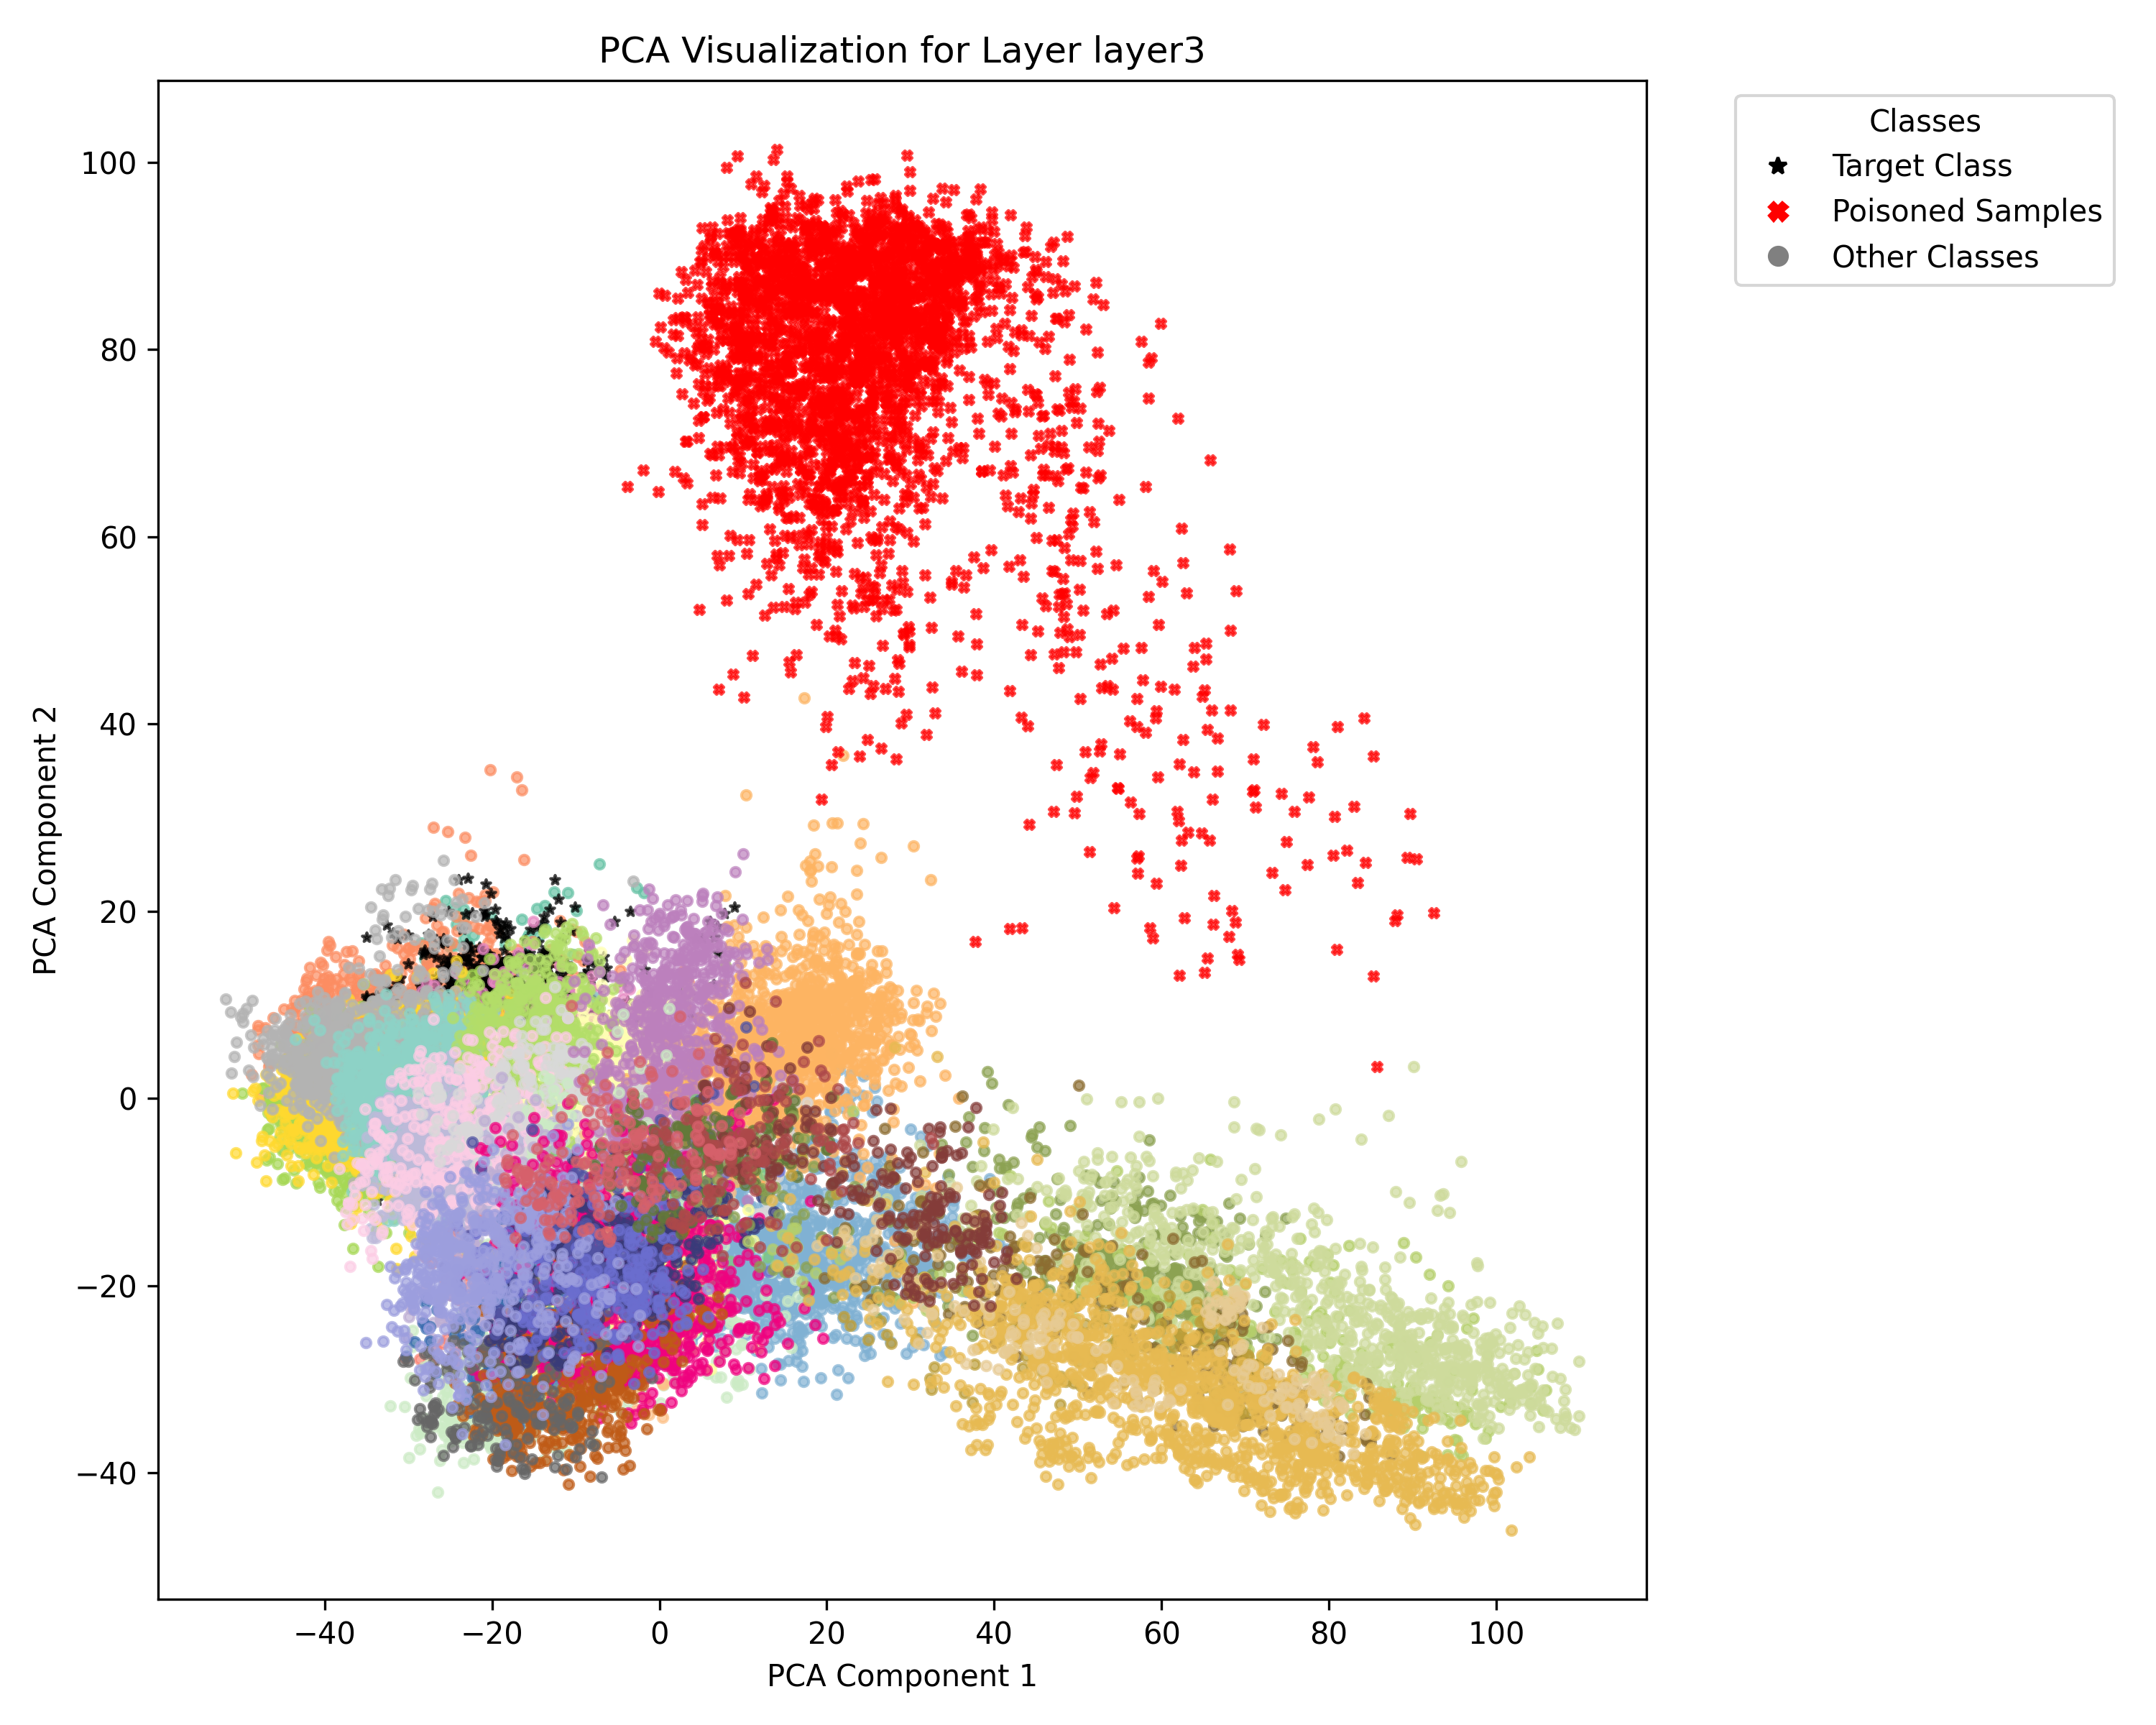 PCA Visualization for Layer layer3
Classes
Target Class
Poisoned Samples
Other Classes
100
80
60
40
20
0
−20
−40
PCA Component 2
−40
−20
0
20
40
60
80
100
PCA Component 1